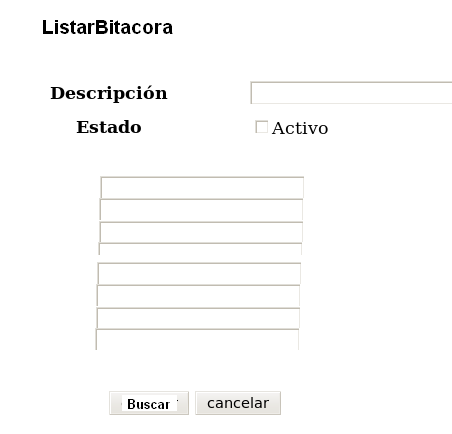 ListarBitacora
Descripción
Estado
Activo
Buscar
cancelar